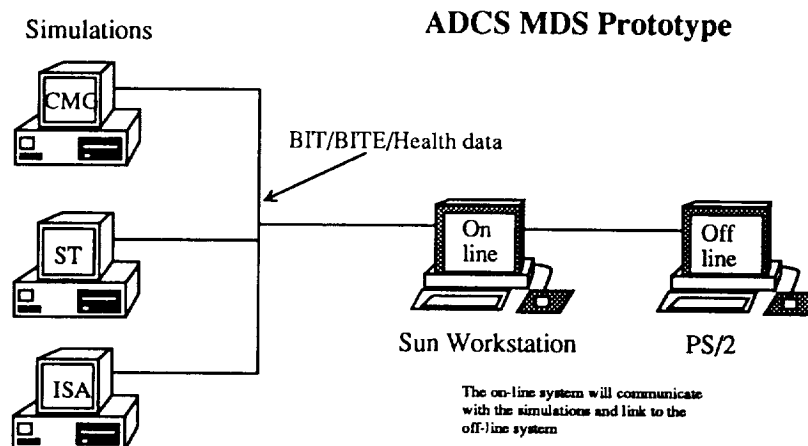 ADCS MDS Prototype
Simulations
CMG
BIT/BITE/Health data
ST
On
line
Off
line
Sun Workstation
PS/2
ISA
The on-line system will communicate
with the simulations and link to the
off-line system